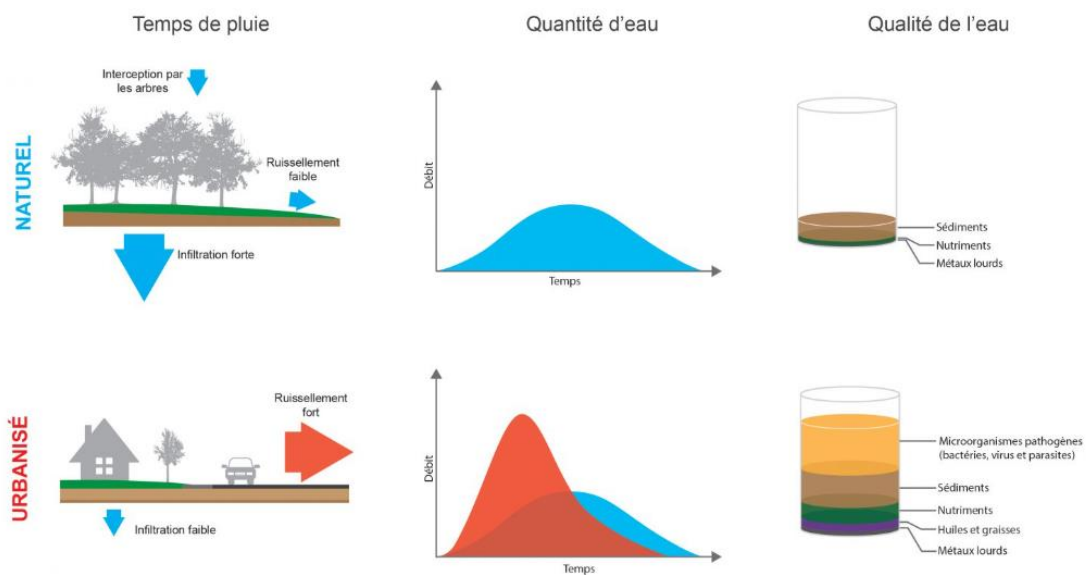 Temps de pluie
Quantité d'eau
Qualité de l'eau
NATUREL
Interception par
les arbres
Ruissellement
faible
Infiltration forte
Débit
Temps
Sédiments
Nutriments
Métaux lourds
URBANISÉ
Ruissellement
fort
Infiltration faible
Débit
Temps
Microorganismes pathogènes
(bactéries, virus et parasites)
Sédiments
Nutriments
Huiles et graisses
Métaux lourds